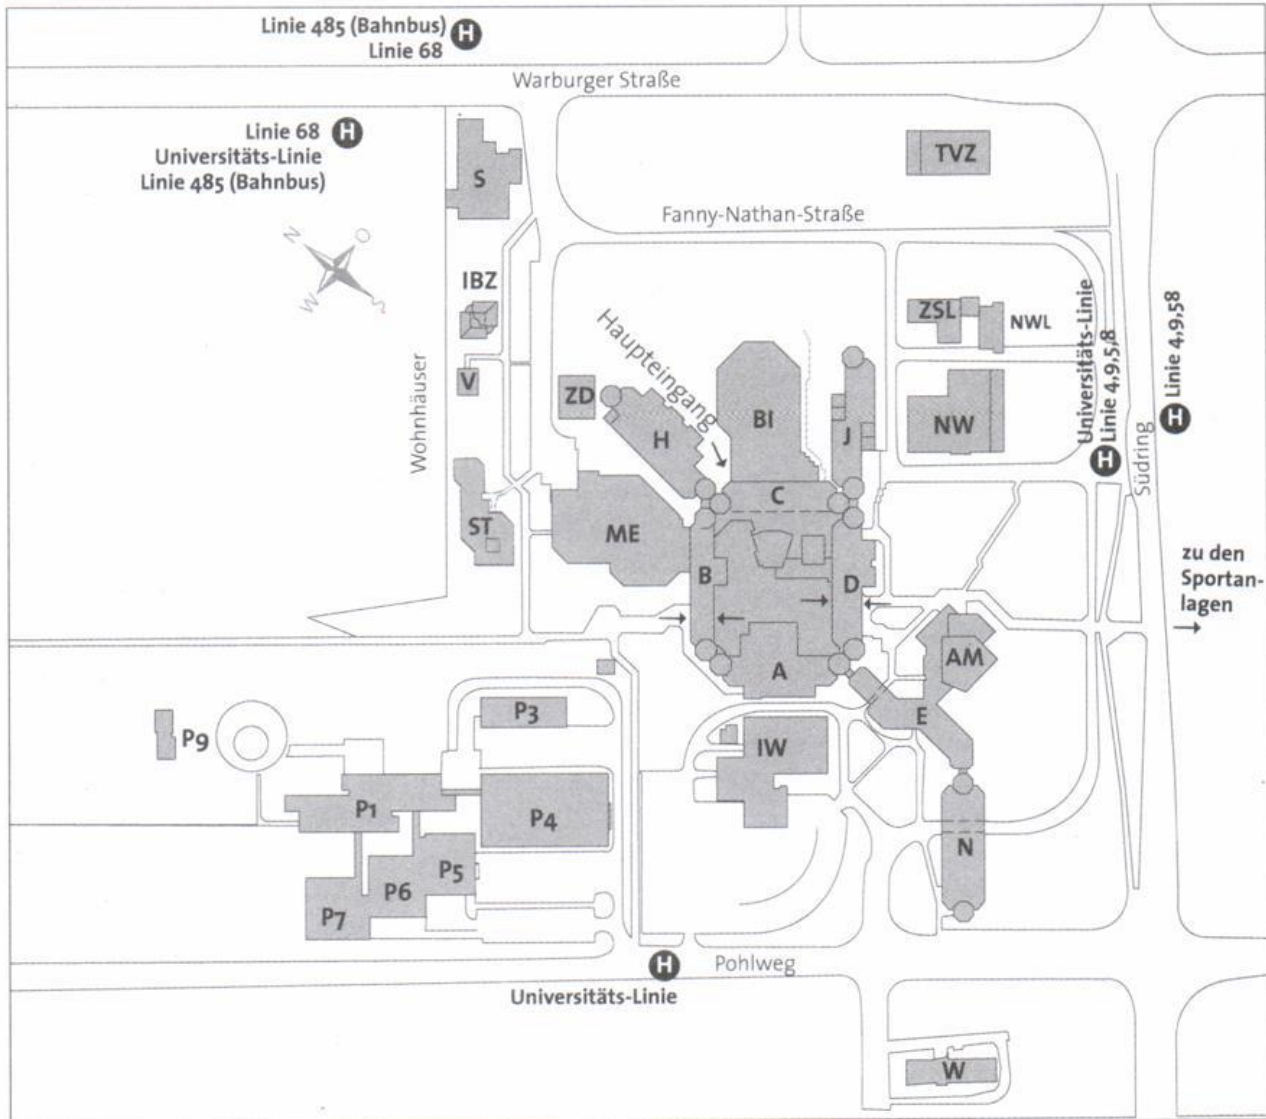 Linie 485 (Bahnbus)
Linie 68
H
Warburger Straße
Linie 68
H
Universitäts-Linie
Linie 485 (Bahnbus)
S
TVZ
Fanny-Nathan-Straße
N
O
W
S
IBZ
V
Wohnhäuser
ZD
H
Haupteingang
BI
J
ZSL
NWL
NW
Universitäts-Linie
Linie 4,9,5,8
H
Linie 4,9,58
H
Südring
C
ST
ME
B
D
zu den
Sportan-
lagen
A
AM
E
P9
P3
IW
P1
P4
N
P5
P6
P7
H
Pohlweg
Universitäts-Linie
W